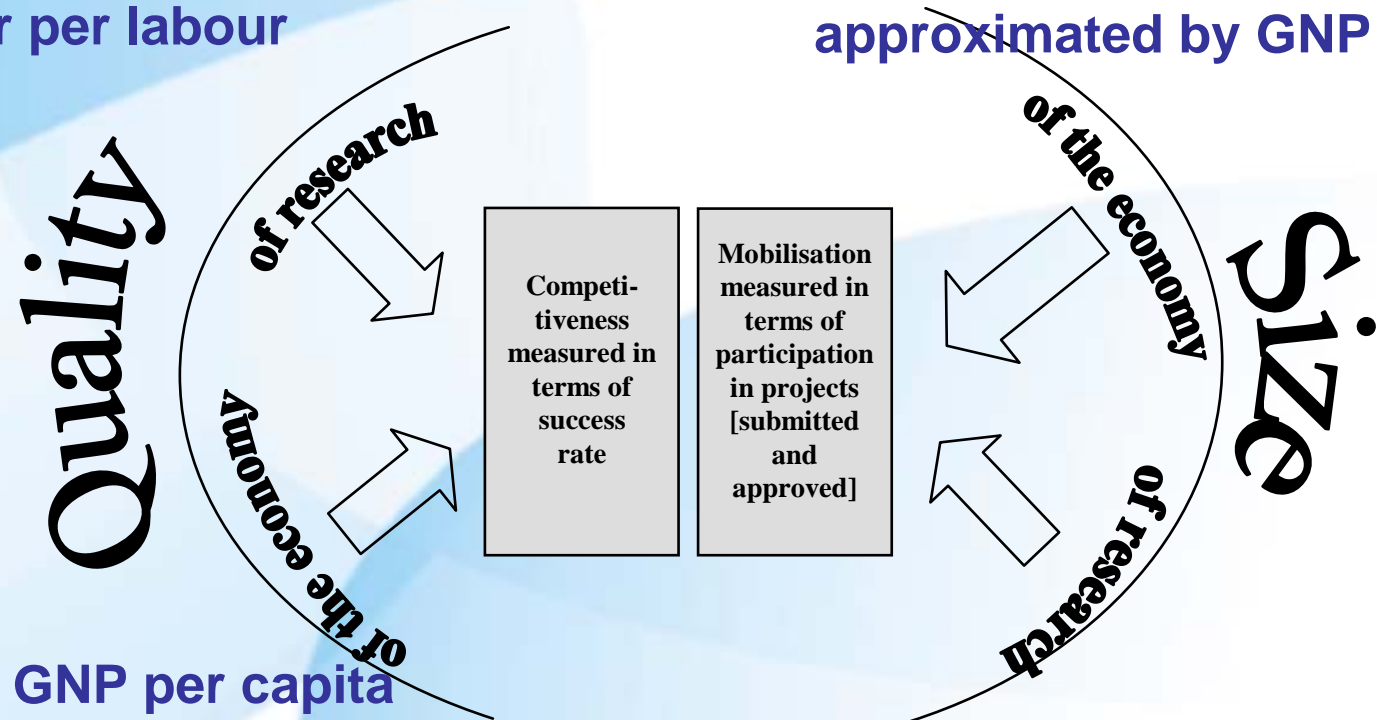 per labour
approximated by GNP
Quality
of research
of the economy
Competi-
tiveness
measured in
terms of
success
rate
Mobilisation
measured in
terms of
participation
in projects
[submitted
and
approved]
of the economy
of research
Size
GNP per capita